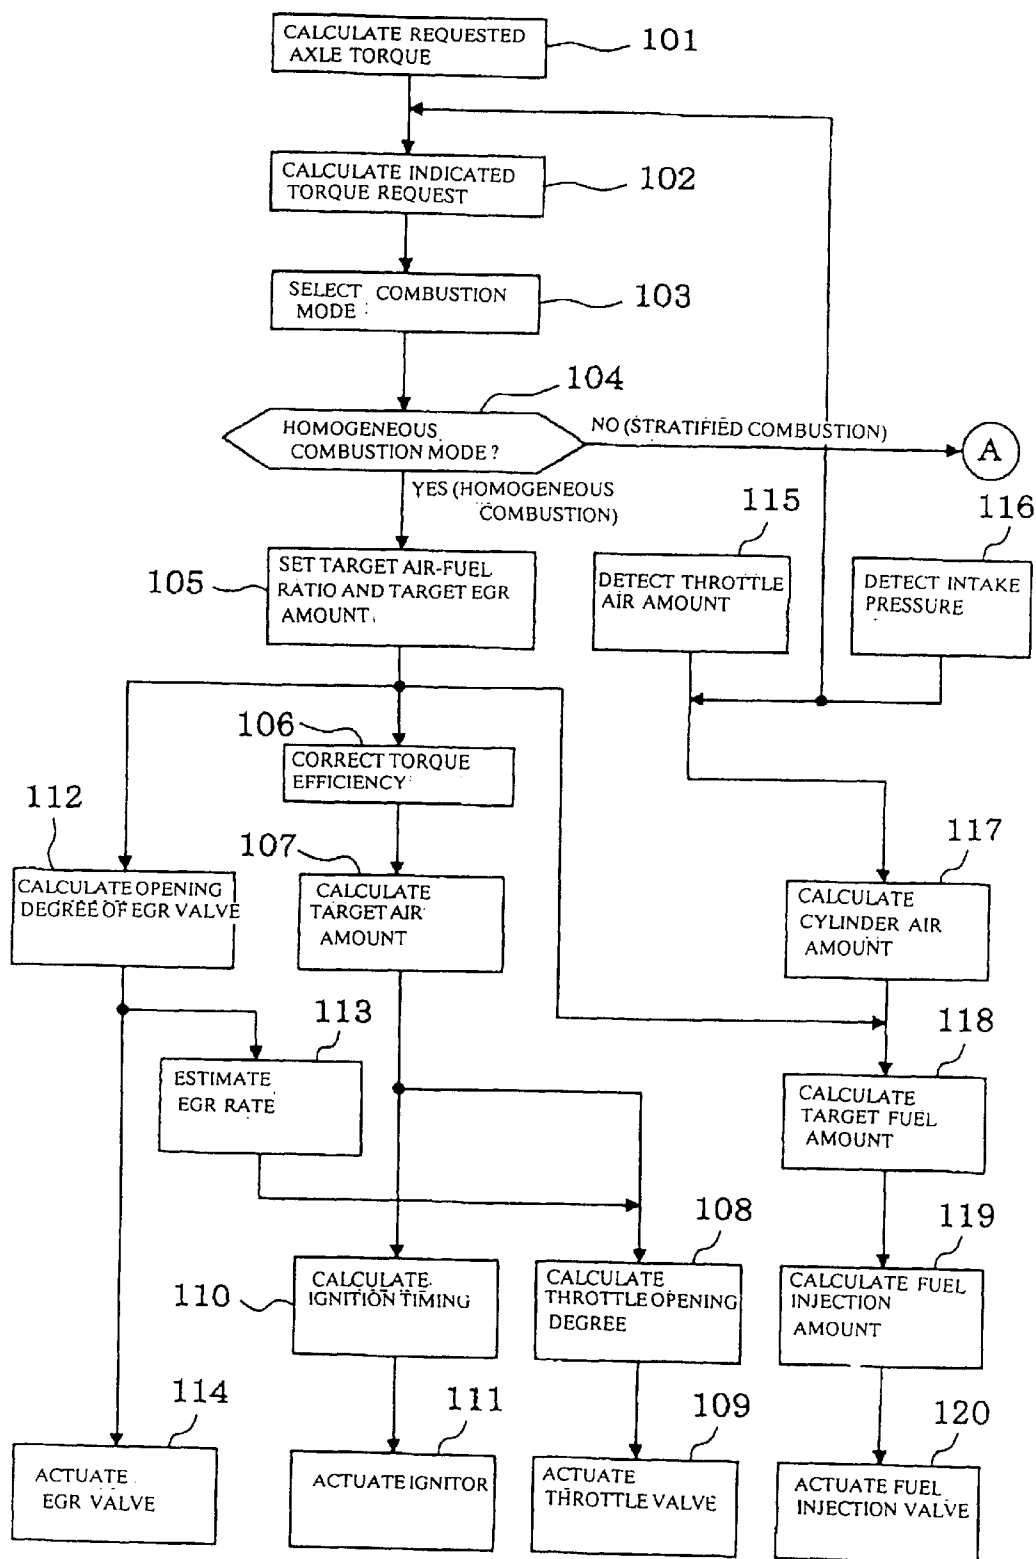 CALCULATE REQUESTED
AXLE TORQUE
101
CALCULATE INDICATED
TORQUE REQUEST
102
SELECT COMBUSTION
MODE
103
104
HOMOGENEOUS
COMBUSTION MODE?
NO (STRATIFIED COMBUSTION)
A
YES (HOMOGENEOUS
COMBUSTION)
115
116
105
SET TARGET AIR-FUEL
RATIO AND TARGET EGR
AMOUNT
DETECT THROTTLE
AIR AMOUNT
DETECT INTAKE
PRESSURE
106
CORRECT TORQUE
EFFICIENCY
112
107
117
CALCULATE OPENING
DEGREE OF EGR VALVE
CALCULATE
TARGET AIR
AMOUNT
CALCULATE
CYLINDER AIR
AMOUNT
113
118
ESTIMATE
EGR RATE
CALCULATE
TARGET FUEL
AMOUNT
108
119
110
CALCULATE
IGNITION TIMING
CALCULATE
THROTTLE OPENING
DEGREE
CALCULATE FUEL
INJECTION
AMOUNT
114
111
109
120
ACTUATE
EGR VALVE
ACTUATE IGNITOR
ACTUATE
THROTTLE VALVE
ACTUATE FUEL
INJECTION VALVE